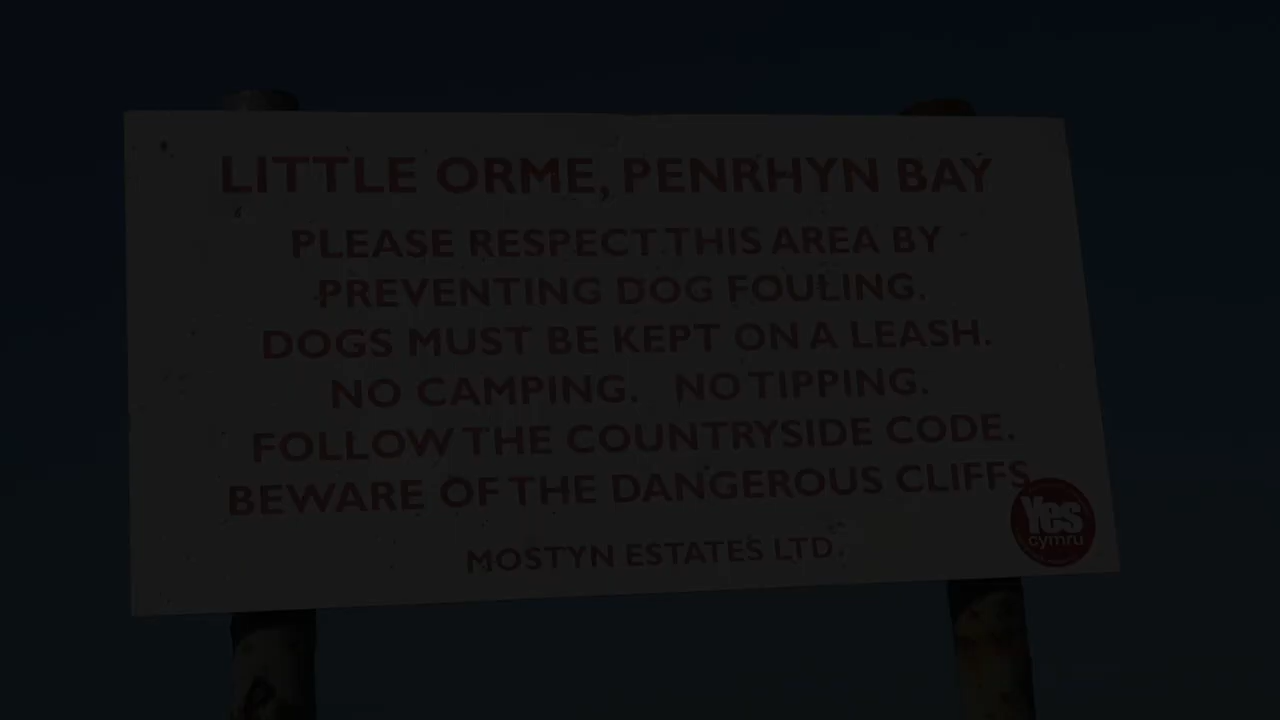 LITTLE ORME, PENRHYN BAY
PLEASE RESPECT THIS AREA BY
PREVENTING DOG FOULING.
DOGS MUST BE KEPT ON A LEASH.
NO CAMPING. NO TIPPING.
FOLLOW THE COUNTRYSIDE CODE.
BEWARE OF THE DANGEROUS CLIFFS
Yes
cymru
MOSTYN ESTATES LTD.